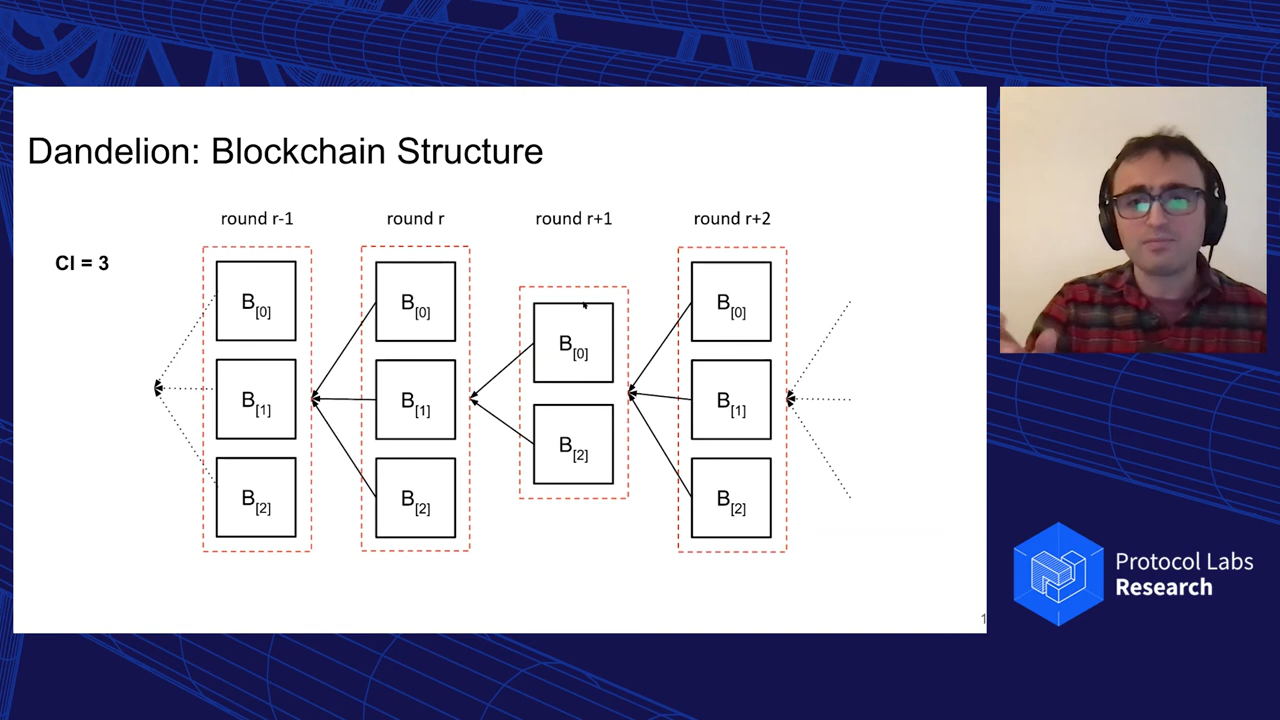 Dandelion: Blockchain Structure
round r-1
round r
round r+1
round r+2
CI = 3
B[0]
B[0]
B[0]
B[0]
B[1]
B[1]
B[2]
B[1]
B[2]
B[2]
B[2]
1
Protocol Labs
Research